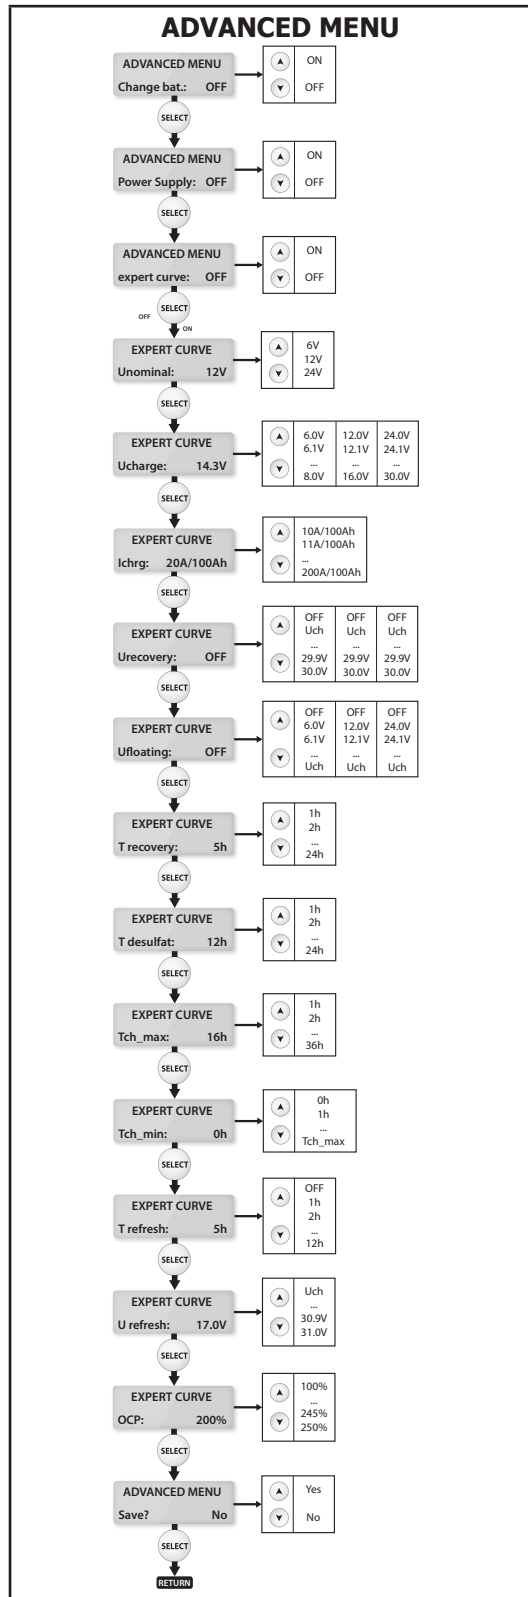 ADVANCED MENU
ADVANCED MENU
Change bat.: OFF
ON
OFF
SELECT
ADVANCED MENU
Power Supply: OFF
ON
OFF
SELECT
ADVANCED MENU
expert curve: OFF
ON
OFF
SELECT
OFF
ON
EXPERT CURVE
Unominal: 12V
6V
12V
24V
SELECT
EXPERT CURVE
Ucharge: 14.3V
6.0V 12.0V 24.0V
6.1V 12.1V 24.1V
... ... ...
8.0V 16.0V 30.0V
SELECT
EXPERT CURVE
Ichrg: 20A/100Ah
10A/100Ah
11A/100Ah
...
200A/100Ah
SELECT
EXPERT CURVE
Urecovery: OFF
OFF OFF OFF
Uch Uch Uch
... ... ...
29.9V 29.9V 29.9V
30.0V 30.0V 30.0V
SELECT
EXPERT CURVE
Ufloating: OFF
OFF OFF OFF
6.0V 12.0V 24.0V
6.1V 12.1V 24.1V
... ... ...
Uch Uch Uch
SELECT
EXPERT CURVE
T recovery: 5h
1h
2h
...
24h
SELECT
EXPERT CURVE
T desulfat: 12h
1h
2h
...
24h
SELECT
EXPERT CURVE
Tch_max: 16h
1h
2h
...
36h
SELECT
EXPERT CURVE
Tch_min: 0h
0h
1h
...
Tch_max
SELECT
EXPERT CURVE
T refresh: 5h
OFF
1h
2h
...
12h
SELECT
EXPERT CURVE
U refresh: 17.0V
Uch
...
30.9V
31.0V
SELECT
EXPERT CURVE
OCP: 200%
100%
...
245%
250%
SELECT
ADVANCED MENU
Save? No
Yes
No
SELECT
RETURN